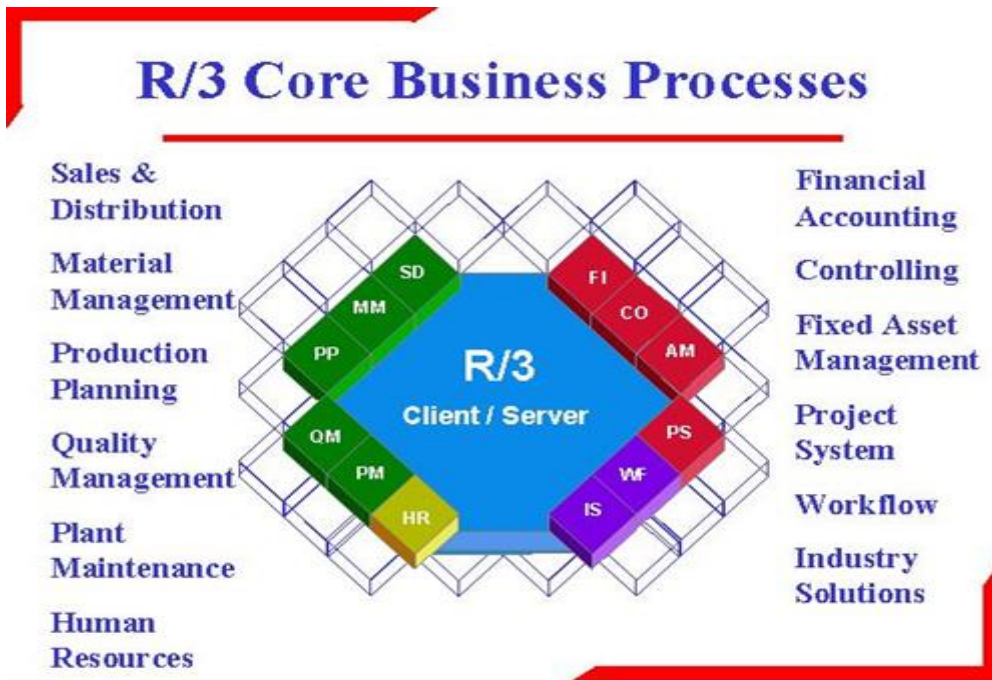 R/3 Core Business Processes
Sales &
Distribution
Material
Management
Production
Planning
Quality
Management
Plant
Maintenance
Human
Resources
SD
MM
PP
QM
PM
HR
R/3
Client / Server
FI
CO
AM
PS
WF
IS
Financial
Accounting
Controlling
Fixed Asset
Management
Project
System
Workflow
Industry
Solutions